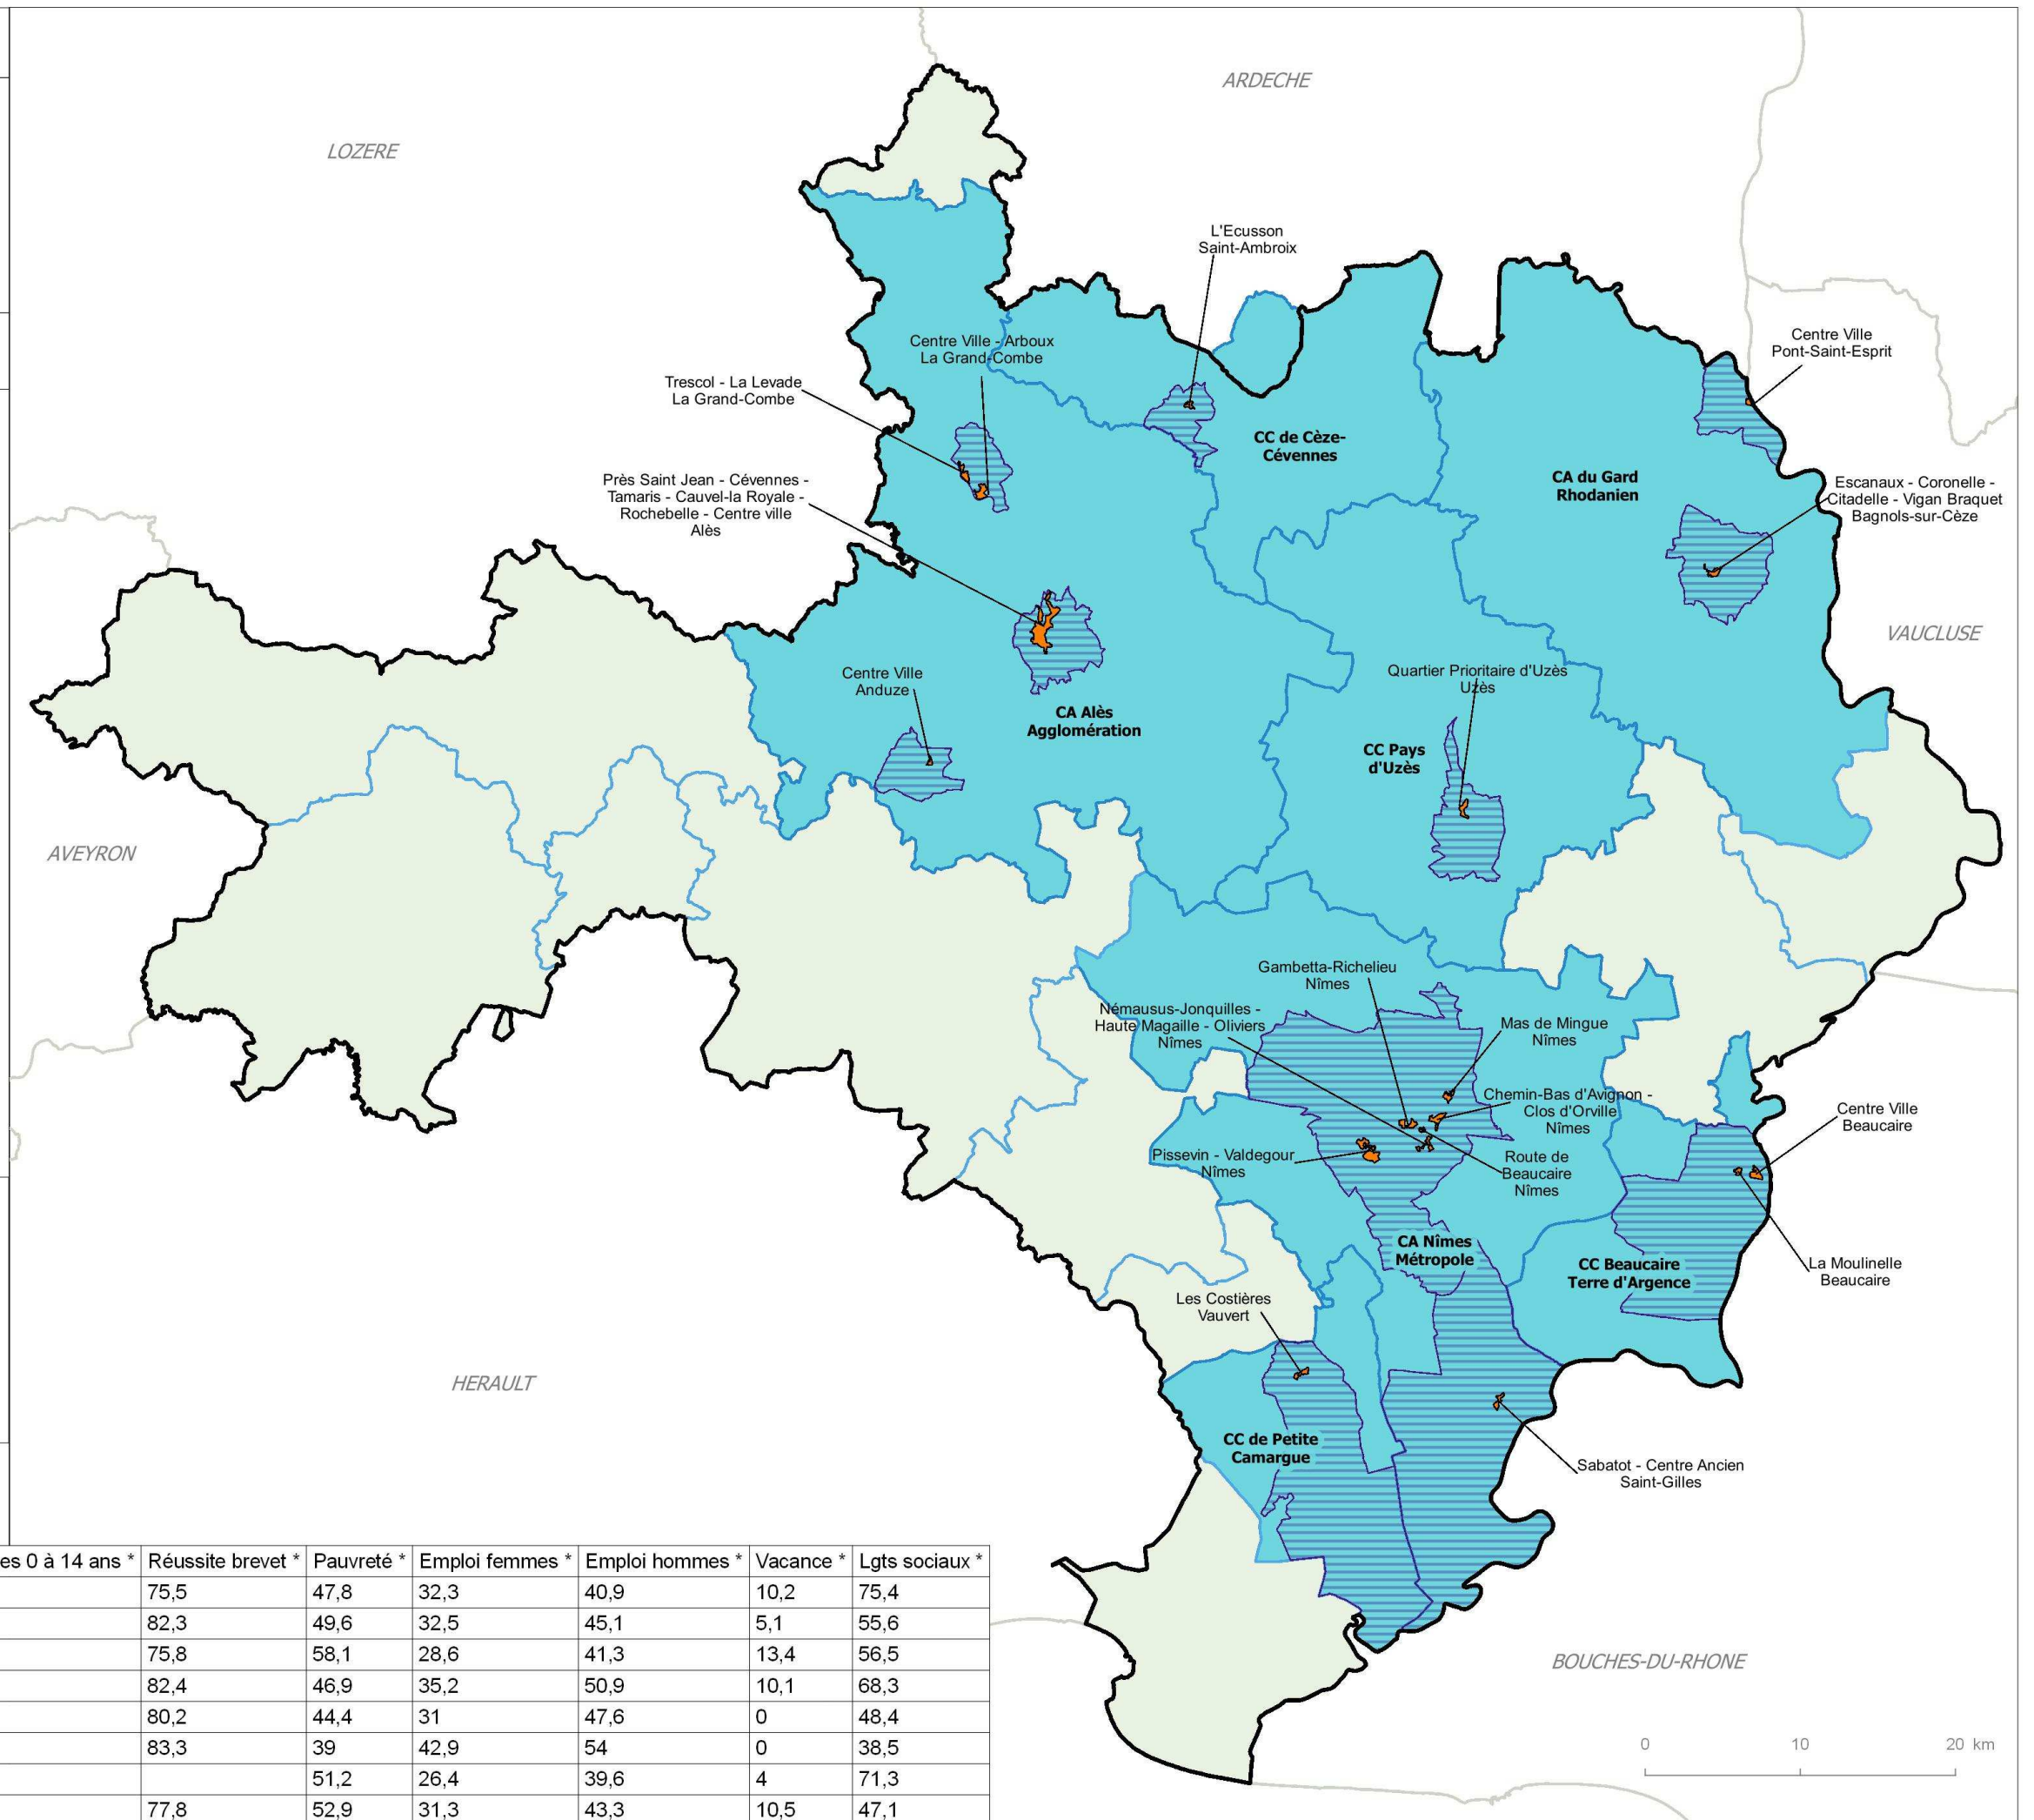 ARDECHE
LOZERE
L'Ecusson
Saint-Ambroix
Centre Ville - Arboux
La Grand-Combe
Centre Ville
Pont-Saint-Esprit
Trescol - La Levade
La Grand-Combe
CC de Cèze-
Cévennes
CA du Gard
Rhodanien
Près Saint Jean - Cévennes -
Tamaris - Cauvel-la Royale -
Rochebelle - Centre ville
Alès
Escanaux - Coronelle -
Citadelle - Vigan Braquet
Bagnols-sur-Cèze
VAUCLUSE
Centre Ville
Anduze
Quartier Prioritaire d'Uzès
Uzès
CA Alès
Agglomération
CC Pays
d'Uzès
AVEYRON
Gambetta-Richelieu
Nîmes
Némausus-Jonquilles -
Haute Magaille - Oliviers
Nîmes
Mas de Mingue
Nîmes
Chemin-Bas d'Avignon -
Clos d'Orville
Nîmes
Centre Ville
Beaucaire
Pissevin - Valdegour
Nîmes
Route de
Beaucaire
Nîmes
CA Nîmes
Métropole
CC Beaucaire
Terre d'Argence
La Moulinelle
Beaucaire
Les Costières
Vauvert
HERAULT
CC de Petite
Camargue
Sabatot - Centre Ancien
Saint-Gilles
BOUCHES-DU-RHONE
0 10 20 km
es 0 à 14 ans * Réussite brevet * Pauvreté * Emploi femmes * Emploi hommes * Vacance * Lgts sociaux *
75,5 47,8 32,3 40,9 10,2 75,4
82,3 49,6 32,5 45,1 5,1 55,6
75,8 58,1 28,6 41,3 13,4 56,5
82,4 46,9 35,2 50,9 10,1 68,3
80,2 44,4 31 47,6 0 48,4
83,3 39 42,9 54 0 38,5
51,2 26,4 39,6 4 71,3
77,8 52,9 31,3 43,3 10,5 47,1